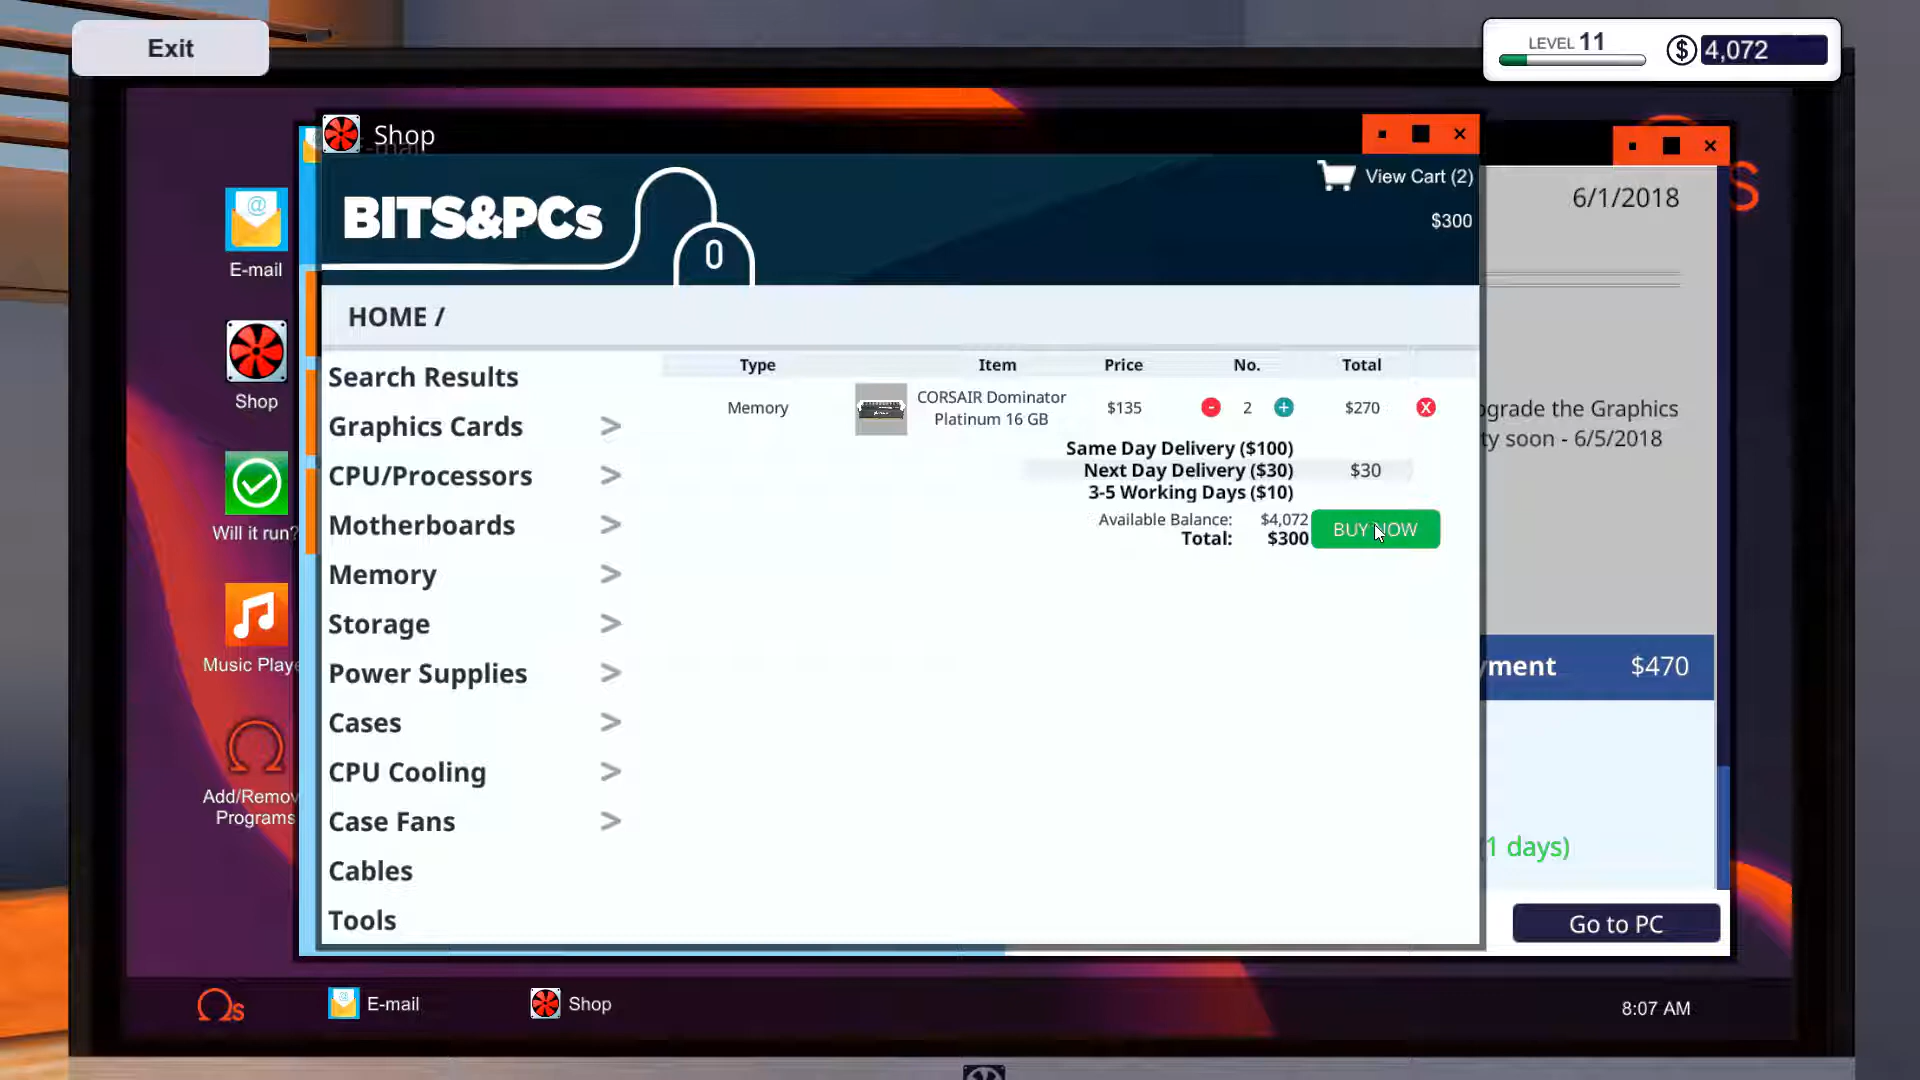 Exit
LEVEL 11
$ 4,072
Shop
View Cart (2)
$300
BITS&PCs
6/1/2018
E-mail
Shop
Will it run?
Music Playe
Add/Remov
Programs
HOME /
Search Results
Graphics Cards >
CPU/Processors >
Motherboards >
Memory >
Storage >
Power Supplies >
Cases >
CPU Cooling >
Case Fans >
Cables
Tools
Type Item Price No. Total
Memory CORSAIR Dominator Platinum 16 GB $135 - 2 + $270 X
Same Day Delivery ($100)
Next Day Delivery ($30) $30
3-5 Working Days ($10)
Available Balance: $4,072
Total: $300
BUY NOW
pgrade the Graphics
ty soon - 6/5/2018
yment $470
1 days)
Go to PC
Ωs E-mail Shop 8:07 AM